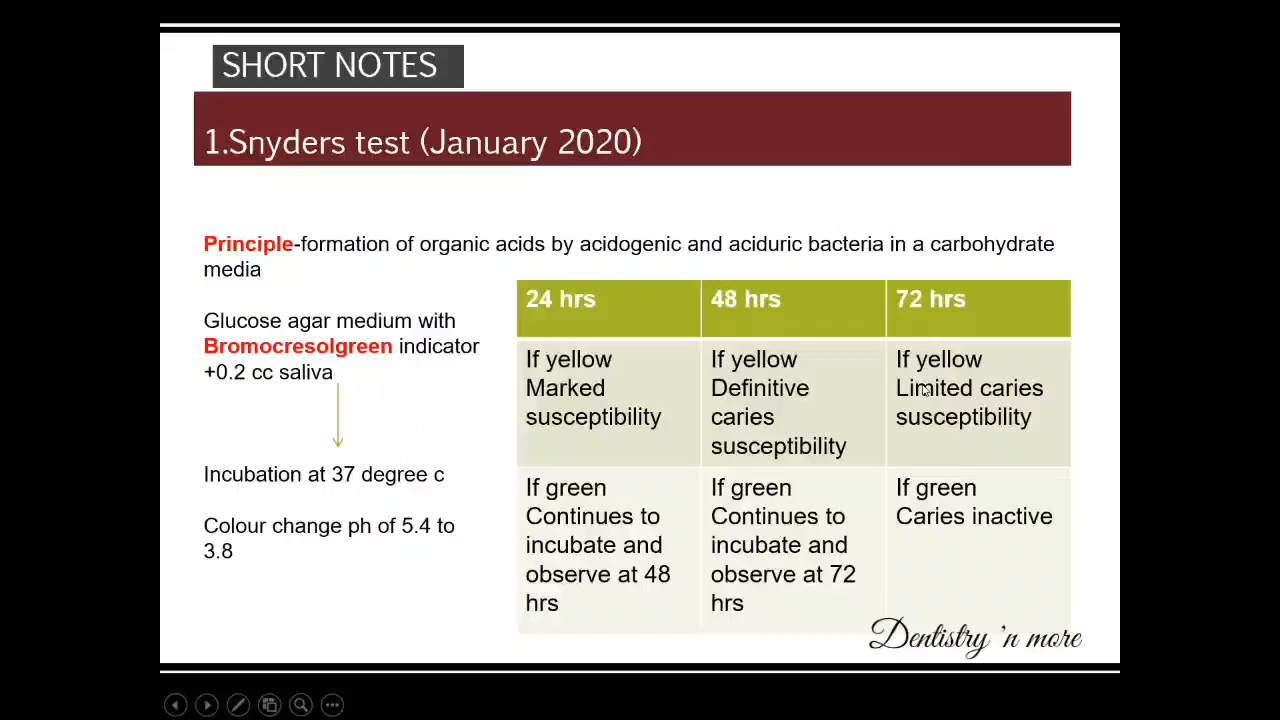 SHORT NOTES
1.Snyders test (January 2020)
Principle-formation of organic acids by acidogenic and aciduric bacteria in a carbohydrate
media
Glucose agar medium with
Bromocresolgreen indicator
+0.2 cc saliva
Incubation at 37 degree c
Colour change ph of 5.4 to
3.8
24 hrs
48 hrs
72 hrs
If yellow
Marked
susceptibility
If yellow
Definitive
caries
susceptibility
If yellow
Limited caries
susceptibility
If green
Continues to
incubate and
observe at 48
hrs
If green
Continues to
incubate and
observe at 72
hrs
If green
Caries inactive
Dentistry 'n more